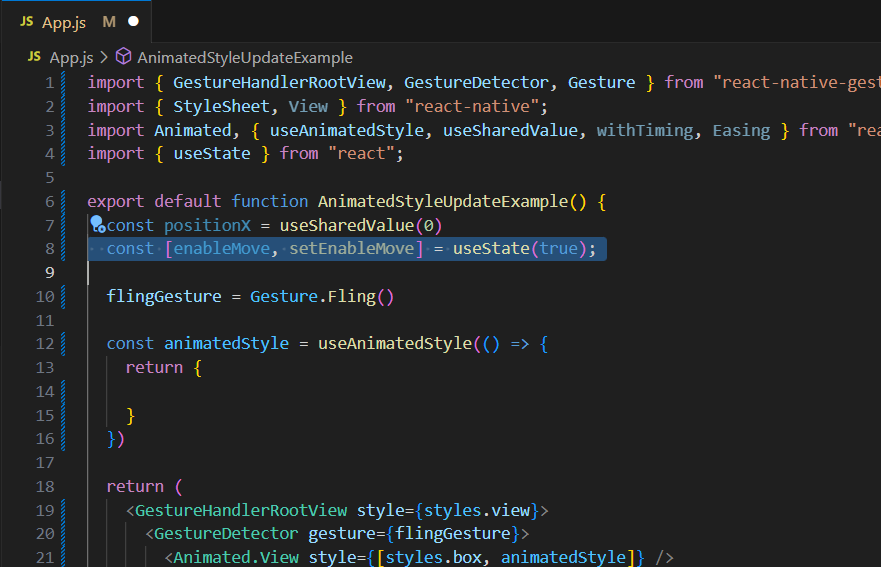 JS App.js M
JS App.js > AnimatedStyleUpdateExample
1 import { GestureHandlerRootView, GestureDetector, Gesture } from "react-native-gest
2 import { StyleSheet, View } from "react-native";
3 import Animated, { useAnimatedStyle, useSharedValue, withTiming, Easing } from "rea
4 import { useState } from "react";
5
6 export default function AnimatedStyleUpdateExample() {
7 const positionX = useSharedValue(0)
8 const [enableMove, setEnableMove] = useState(true);
9
10 flingGesture = Gesture.Fling()
11
12 const animatedStyle = useAnimatedStyle(() => {
13 return {
14
15 }
16 })
17
18 return (
19 <GestureHandlerRootView style={styles.view}>
20 <GestureDetector gesture={flingGesture}>
21 <Animated.View style={[styles.box, animatedStyle]} />